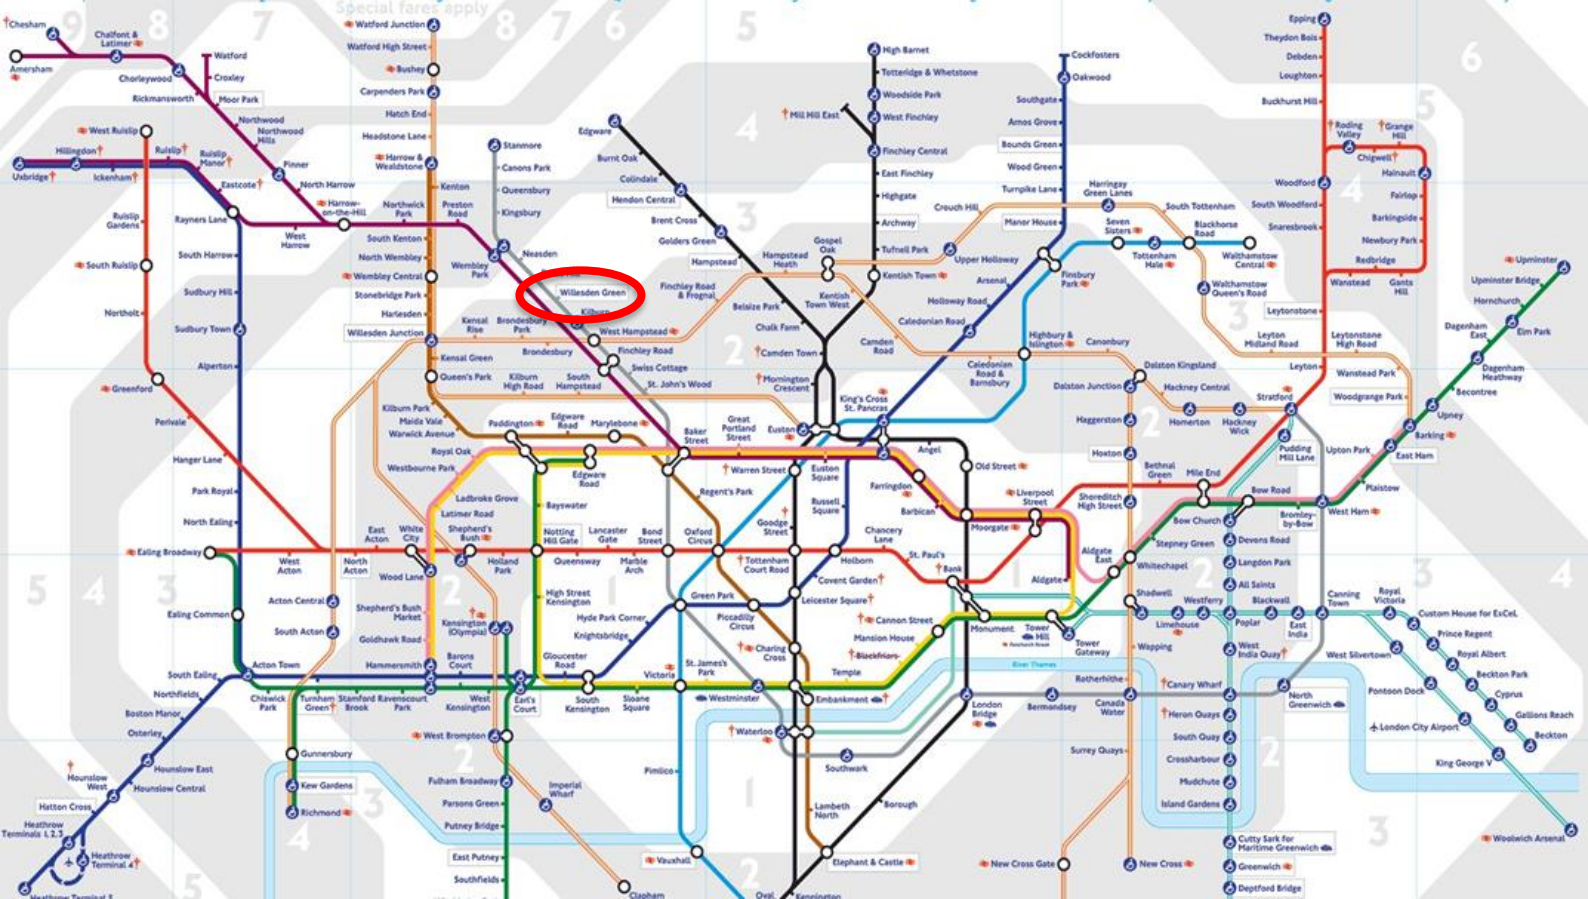 Special fares apply
9
8
7
8
7
6
5
6
Chesham
Chalfont &
Latimer
Amersham
Chorleywood
Rickmansworth
Watford
Croxley
Moor Park
Northwood
Northwood
Hills
Pinner
North Harrow
Harrow-
on-the-Hill
Northwick
Park
Preston
Road
West Ruislip
Hillingdon
Uxbridge
Ickenham
Ruislip
Ruislip
Manor
Eastcote
Rayners Lane
West
Harrow
Ruislip
Gardens
South Ruislip
Northolt
Greenford
Perivale
Hanger Lane
South Harrow
Sudbury Hill
Sudbury Town
Alperton
Park Royal
North Ealing
Ealing Broadway
West
Acton
North
Acton
East
Acton
White
City
Wood Lane
Shepherd's
Bush
Holland
Park
Notting
Hill Gate
Queensway
Lancaster
Gate
Marble
Arch
Bond
Street
Oxford
Circus
Tottenham
Court Road
Holborn
Chancery
Lane
St. Paul's
Bank
Watford Junction
Watford High Street
Bushey
Carpenders Park
Hatch End
Headstone Lane
Harrow &
Wealdstone
Kenton
South Kenton
North Wembley
Wembley Central
Stonebridge Park
Harlesden
Willesden Junction
Kensal Green
Queen's Park
Kilburn Park
Maida Vale
Warwick Avenue
Stanmore
Canons Park
Queensbury
Kingsbury
Wembley
Park
Neasden
Willesden Green
Kilburn
West Hampstead
Finchley Road
Swiss Cottage
St. John's Wood
Kensal
Rise
Brondesbury
Park
Brondesbury
Kilburn
High Road
South
Hampstead
Finchley Road
& Frognal
Hampstead
Heath
Gospel
Oak
Kentish
Town West
Camden
Road
Edgware
Burnt Oak
Colindale
Hendon Central
Brent Cross
Golders Green
Hampstead
Belsize Park
Chalk Farm
Camden Town
Mornington
Crescent
Euston
High Barnet
Totteridge & Whetstone
Woodside Park
Mill Hill East
West Finchley
Finchley Central
East Finchley
Highgate
Archway
Tufnell Park
Kentish Town
Cockfosters
Oakwood
Southgate
Arnos Grove
Bounds Green
Wood Green
Turnpike Lane
Manor House
Finsbury
Park
Arsenal
Holloway Road
Caledonian Road
King's Cross
St. Pancras
Crouch Hill
Upper Holloway
Harringay
Green Lanes
South Tottenham
Seven
Sisters
Tottenham
Hale
Blackhorse
Road
Walthamstow
Central
Walthamstow
Queen's Road
Leyton
Midland Road
Leytonstone
High Road
Wanstead Park
Woodgrange Park
Highbury &
Islington
Caledonian
Road &
Barnsbury
Canonbury
Dalston Kingsland
Dalston Junction
Hackney Central
Homerton
Hackney
Wick
Stratford
Haggerston
Hoxton
Shoreditch
High Street
Epping
Theydon Bois
Debden
Loughton
Buckhurst Hill
Roding
Valley
Grange
Hill
Chigwell
Hainault
Fairlop
Barkingside
Newbury Park
Redbridge
Gants
Hill
Wanstead
Woodford
South Woodford
Snaresbrook
Leytonstone
Leyton
Upminster
Upminster Bridge
Hornchurch
Elm Park
Dagenham
East
Dagenham
Heathway
Becontree
Upney
Barking
East Ham
Upton Park
Plaistow
West Ham
Bromley-
by-Bow
Bow Road
Bow Church
Pudding
Mill Lane
Mile End
Bethnal
Green
Stepney Green
Whitechapel
Aldgate
East
Aldgate
Liverpool
Street
Moorgate
Old Street
Angel
Barbican
Farringdon
Euston
Square
Warren Street
Great
Portland
Street
Baker
Street
Regent's Park
Marylebone
Edgware
Road
Paddington
Edgware
Road
Royal Oak
Westbourne Park
Ladbroke Grove
Latimer Road
Bayswater
Goodge
Street
Russell
Square
Covent Garden
Leicester Square
Piccadilly
Circus
Green Park
Hyde Park Corner
Knightsbridge
High Street
Kensington
Kensington
(Olympia)
Shepherd's Bush
Market
Goldhawk Road
Hammersmith
Barons
Court
Gloucester
Road
South
Kensington
Sloane
Square
Victoria
St. James's
Park
Westminster
Charing
Cross
Embankment
Temple
Blackfriars
Mansion House
Cannon Street
Monument
Tower
Hill
Fenchurch Street
Tower
Gateway
Acton Central
South Acton
Ealing Common
Acton Town
South Ealing
Northfields
Boston Manor
Osterley
Hounslow East
Hounslow Central
Hounslow
West
Hatton Cross
Heathrow
Terminals 1, 2, 3
Heathrow
Terminal 4
Heathrow Terminal 5
Chiswick
Park
Turnham
Green
Stamford
Brook
Ravenscourt
Park
West
Kensington
Earl's
Court
Gunnersbury
Kew Gardens
Richmond
West Brompton
Fulham Broadway
Parsons Green
Putney Bridge
East Putney
Southfields
Imperial
Wharf
Clapham
Pimlico
Vauxhall
Oval
Kennington
Waterloo
Southwark
Lambeth
North
Elephant & Castle
Borough
London
Bridge
River Thames
Bermondsey
Canada
Water
Rotherhithe
Wapping
Shadwell
Surrey Quays
New Cross Gate
New Cross
Limehouse
Westferry
Poplar
Blackwall
East
India
Canning
Town
Devons Road
Langdon Park
All Saints
West
India Quay
Canary Wharf
Heron Quays
South Quay
Crossharbour
Mudchute
Island Gardens
Cutty Sark for
Maritime Greenwich
Greenwich
Deptford Bridge
North
Greenwich
Royal
Victoria
Custom House for ExCeL
Prince Regent
Royal Albert
Beckton Park
Cyprus
Gallions Reach
Beckton
West Silvertown
Pontoon Dock
London City Airport
King George V
Woolwich Arsenal